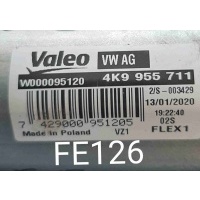 Valeo VW AG
W000095120 4K9 955 711
2/S -003429
13/01/2020
19:22:40
7 429000 951205 02S
Made in Poland VZ1 FLEX1
FE126